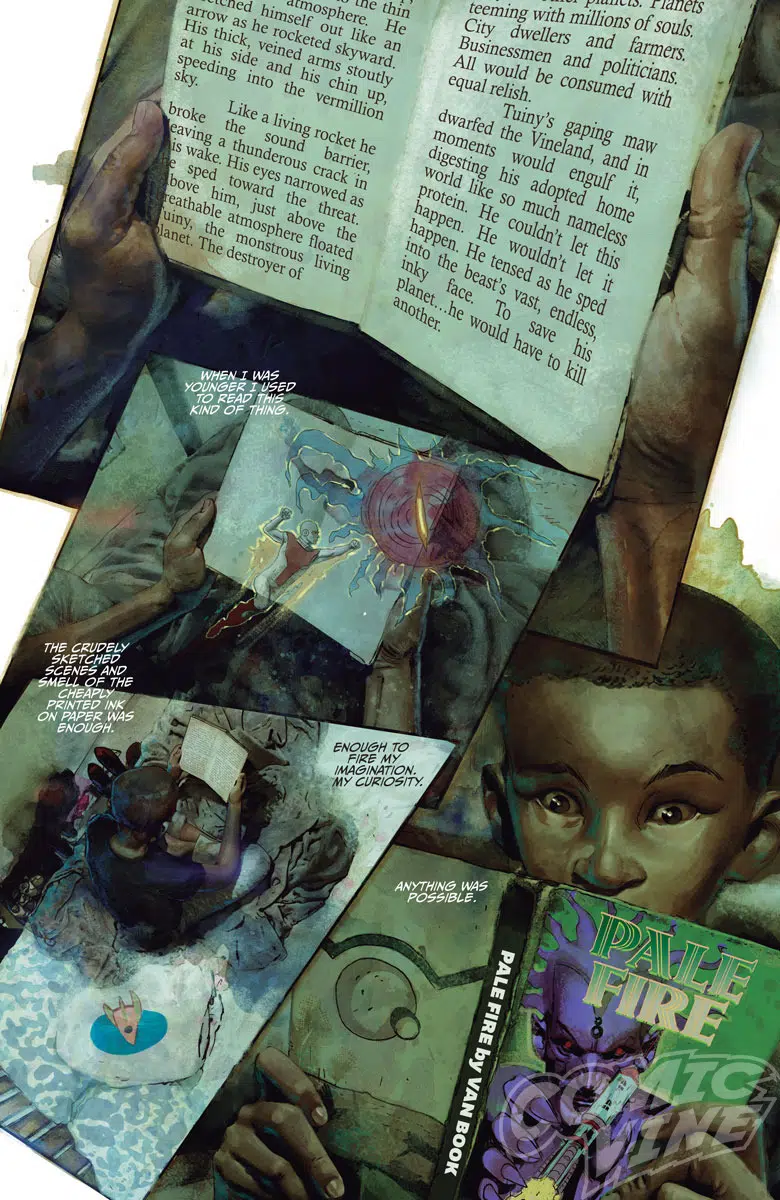 to the thin
atmosphere. He
himself out like an
arrow as he rocketed skyward.
His thick, veined arms stoutly
at his side and his chin up,
speeding into the vermillion
sky.
Like a living rocket he
broke the sound barrier,
eaving a thunderous crack in
is wake. His eyes narrowed as
e sped toward the threat.
bove him, just above the
reathable atmosphere floated
Tuiny, the monstrous living
planet. The destroyer of
planets. Planets
teeming with millions of souls.
City dwellers and farmers.
Businessmen and politicians.
All would be consumed with
equal relish.
Tuiny's gaping maw
dwarfed the Vineland, and in
moments would engulf it,
digesting his adopted home
world like so much nameless
protein. He couldn't let this
happen. He wouldn't let it
happen. He tensed as he sped
into the beast's vast, endless,
inky face. To save his
planet...he would have to kill
another.
WHEN I WAS
YOUNGER I USED
TO READ THIS
KIND OF THING.
THE CRUDELY
SKETCHED
SCENES AND
SMELL OF THE
CHEAPLY
PRINTED INK
ON PAPER WAS
ENOUGH.
ENOUGH TO
FIRE MY
IMAGINATION.
MY CURIOSITY.
ANYTHING WAS
POSSIBLE.
PALE FIRE by VAN BOOK
PALE
FIRE
COMIC
VINE